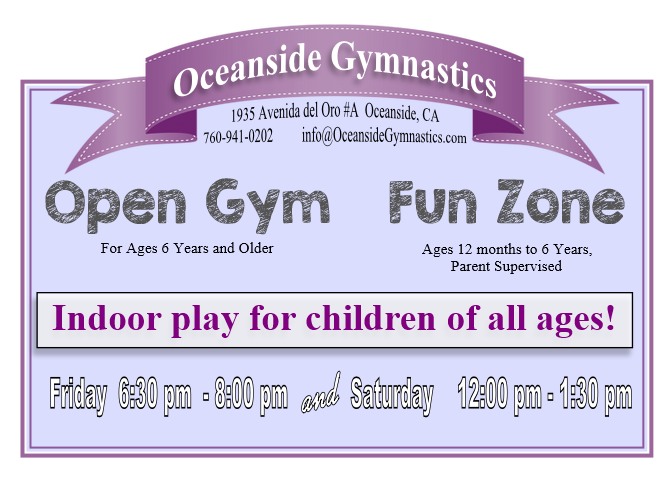 Oceanside Gymnastics
1935 Avenida del Oro #A Oceanside, CA
760-941-0202 info@OceansideGymnastics.com
Open Gym
For Ages 6 Years and Older
Fun Zone
Ages 12 months to 6 Years,
Parent Supervised
Indoor play for children of all ages!
Friday 6:30 pm - 8:00 pm and Saturday 12:00 pm - 1:30 pm